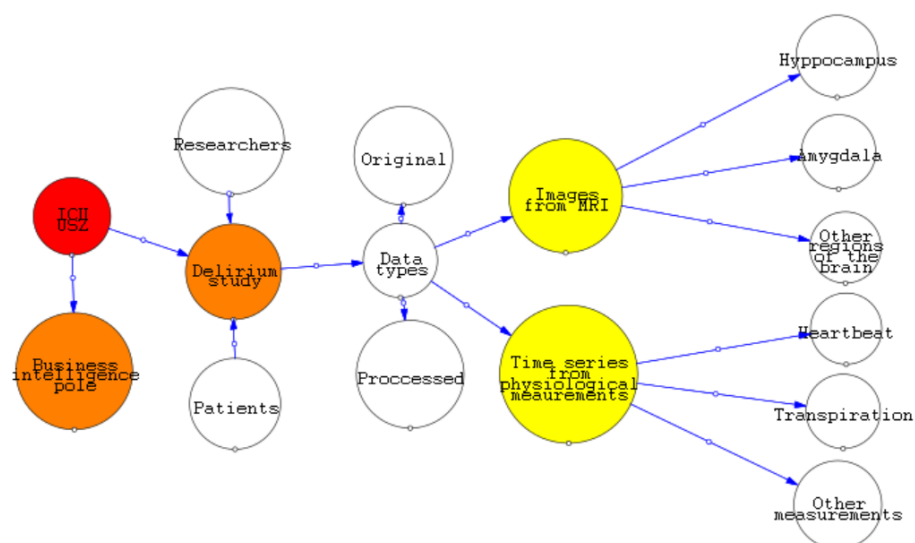 Hyppocampus
Researchers
Original
Amygdala
Images
from MRI
ICU
USZ
Other
regions
of the
brain
Delirium
study
Data
types
Heartbeat
Business
intelligence
pole
Time series
from
physiological
meaurements
Proccessed
Patients
Transpiration
Other
measurements